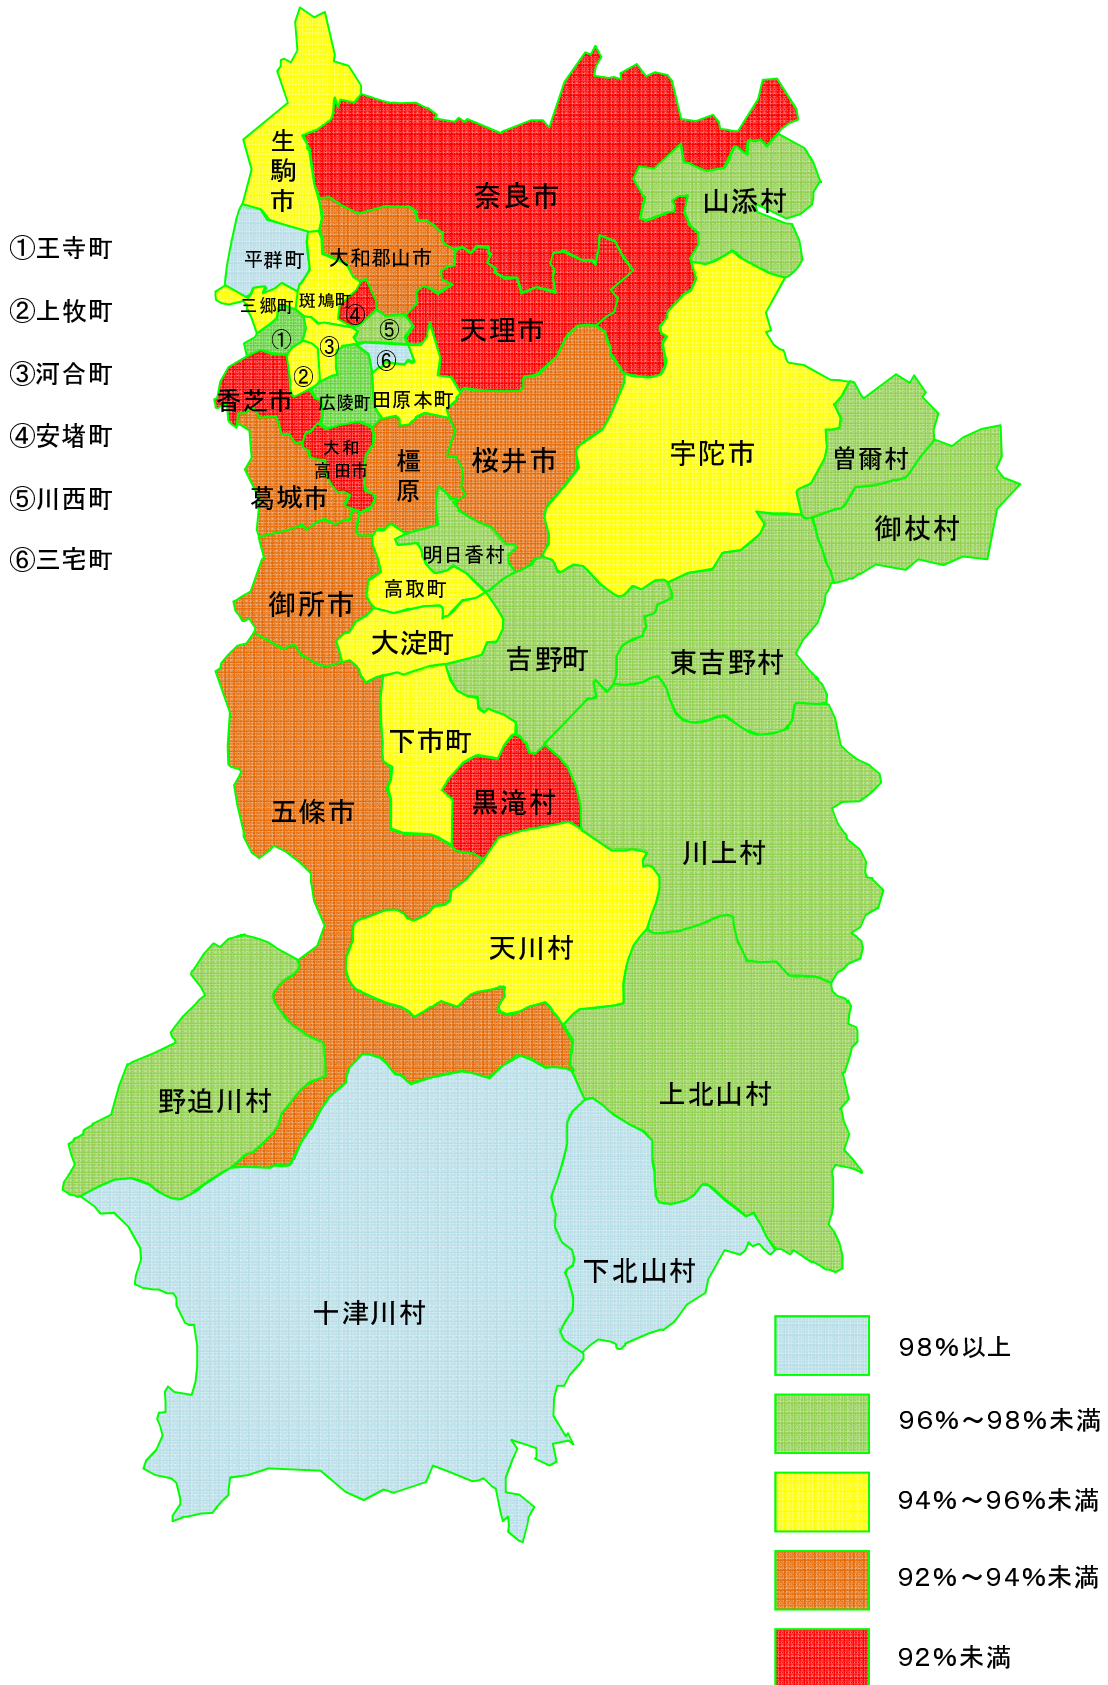 生駒市
奈良市
山添村
①王寺町
平群町
大和郡山市
②上牧町
三郷町
斑鳩町
④
⑤
天理市
①
③
⑥
③河合町
②
香芝市
広陵町
田原本町
④安堵町
大和
高田市
橿原
桜井市
宇陀市
曽爾村
⑤川西町
葛城市
御杖村
⑥三宅町
明日香村
高取町
御所市
大淀町
吉野町
東吉野村
下市町
五條市
黒滝村
川上村
天川村
野迫川村
上北山村
下北山村
十津川村
98%以上
96%~98%未満
94%~96%未満
92%~94%未満
92%未満